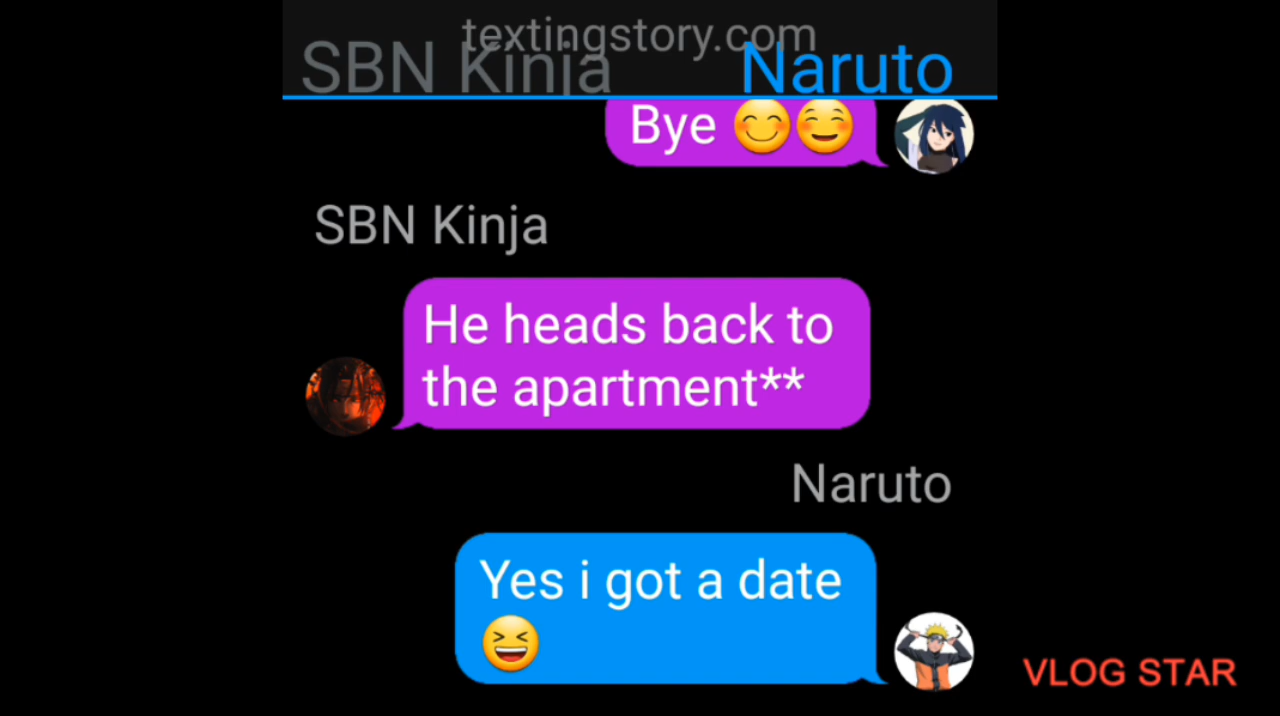 textingstory.com
SBN Kinja Naruto
Bye 😊☺️
SBN Kinja
He heads back to
the apartment**
Naruto
Yes i got a date
😆
VLOG STAR